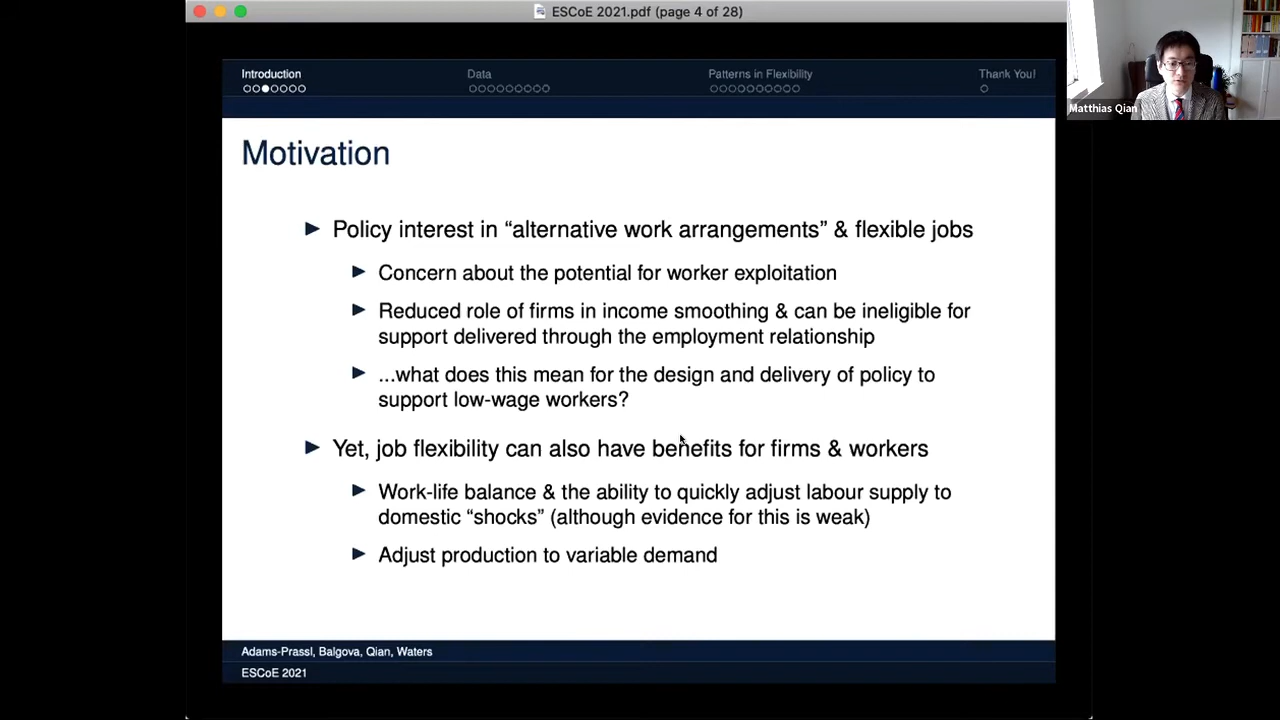 ESCoE 2021.pdf (page 4 of 28)
Introduction
Data
Patterns in Flexibility
Thank You!
Matthias Qian
Motivation
Policy interest in “alternative work arrangements” & flexible jobs
Concern about the potential for worker exploitation
Reduced role of firms in income smoothing & can be ineligible for
support delivered through the employment relationship
...what does this mean for the design and delivery of policy to
support low-wage workers?
Yet, job flexibility can also have benefits for firms & workers
Work-life balance & the ability to quickly adjust labour supply to
domestic “shocks” (although evidence for this is weak)
Adjust production to variable demand
Adams-Prassl, Balgova, Qian, Waters
ESCoE 2021